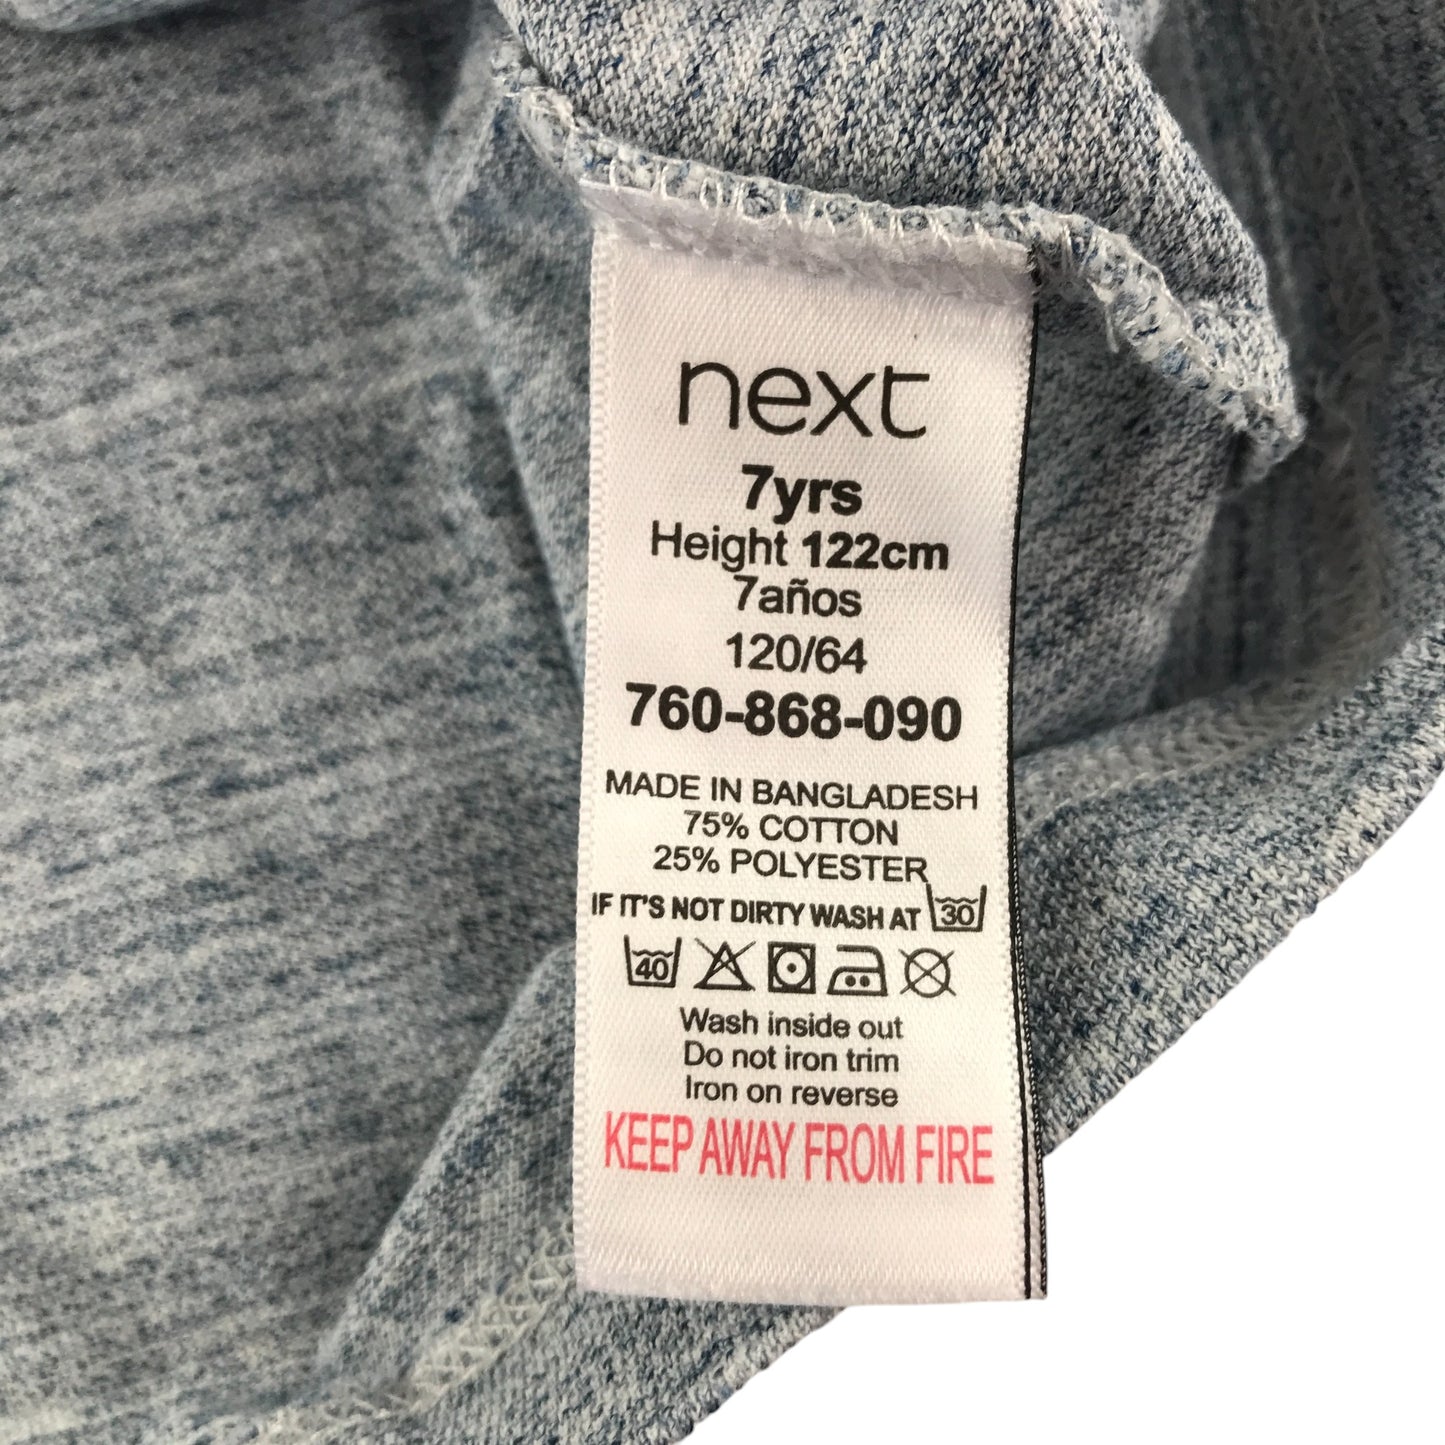 next
7yrs
Height 122cm
7años
120/64
760-868-090
MADE IN BANGLADESH
75% COTTON
25% POLYESTER
IF IT'S NOT DIRTY WASH AT 30
40
Wash inside out
Do not iron trim
Iron on reverse
KEEP AWAY FROM FIRE